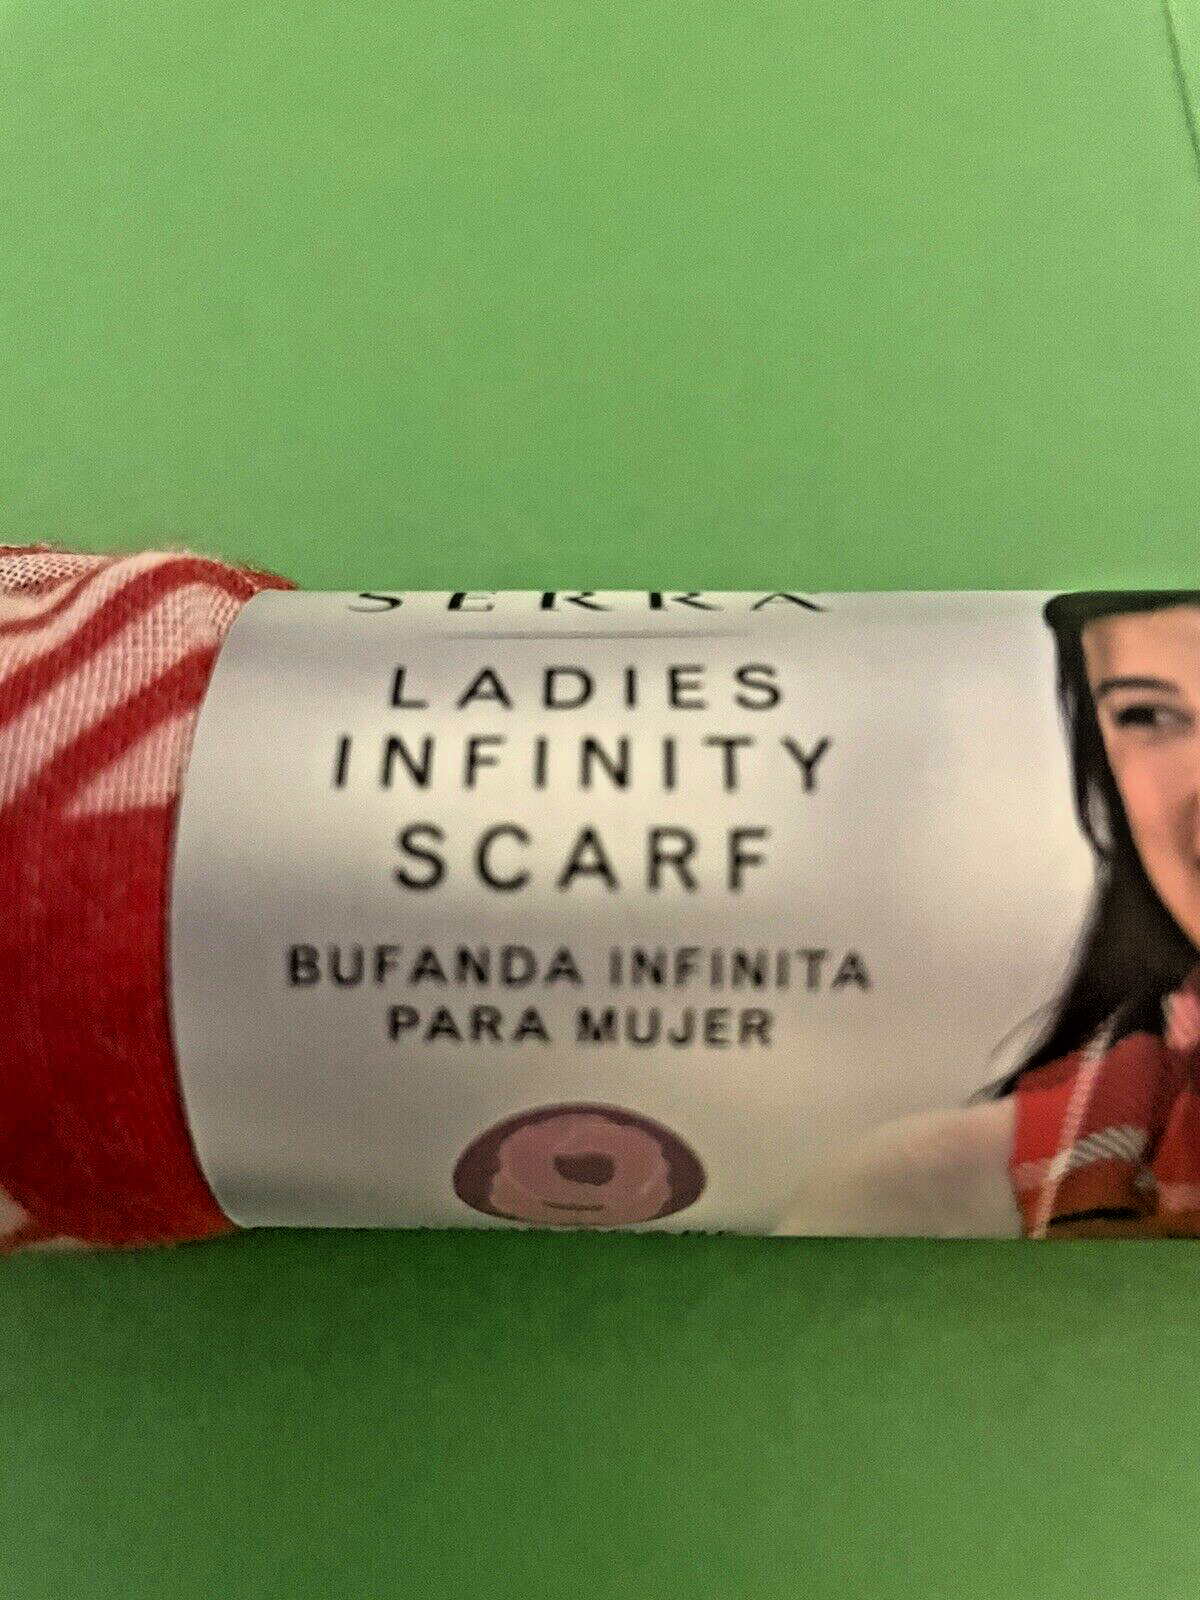 SERRA
LADIES
INFINITY
SCARF
BUFANDA INFINITA
PARA MUJER